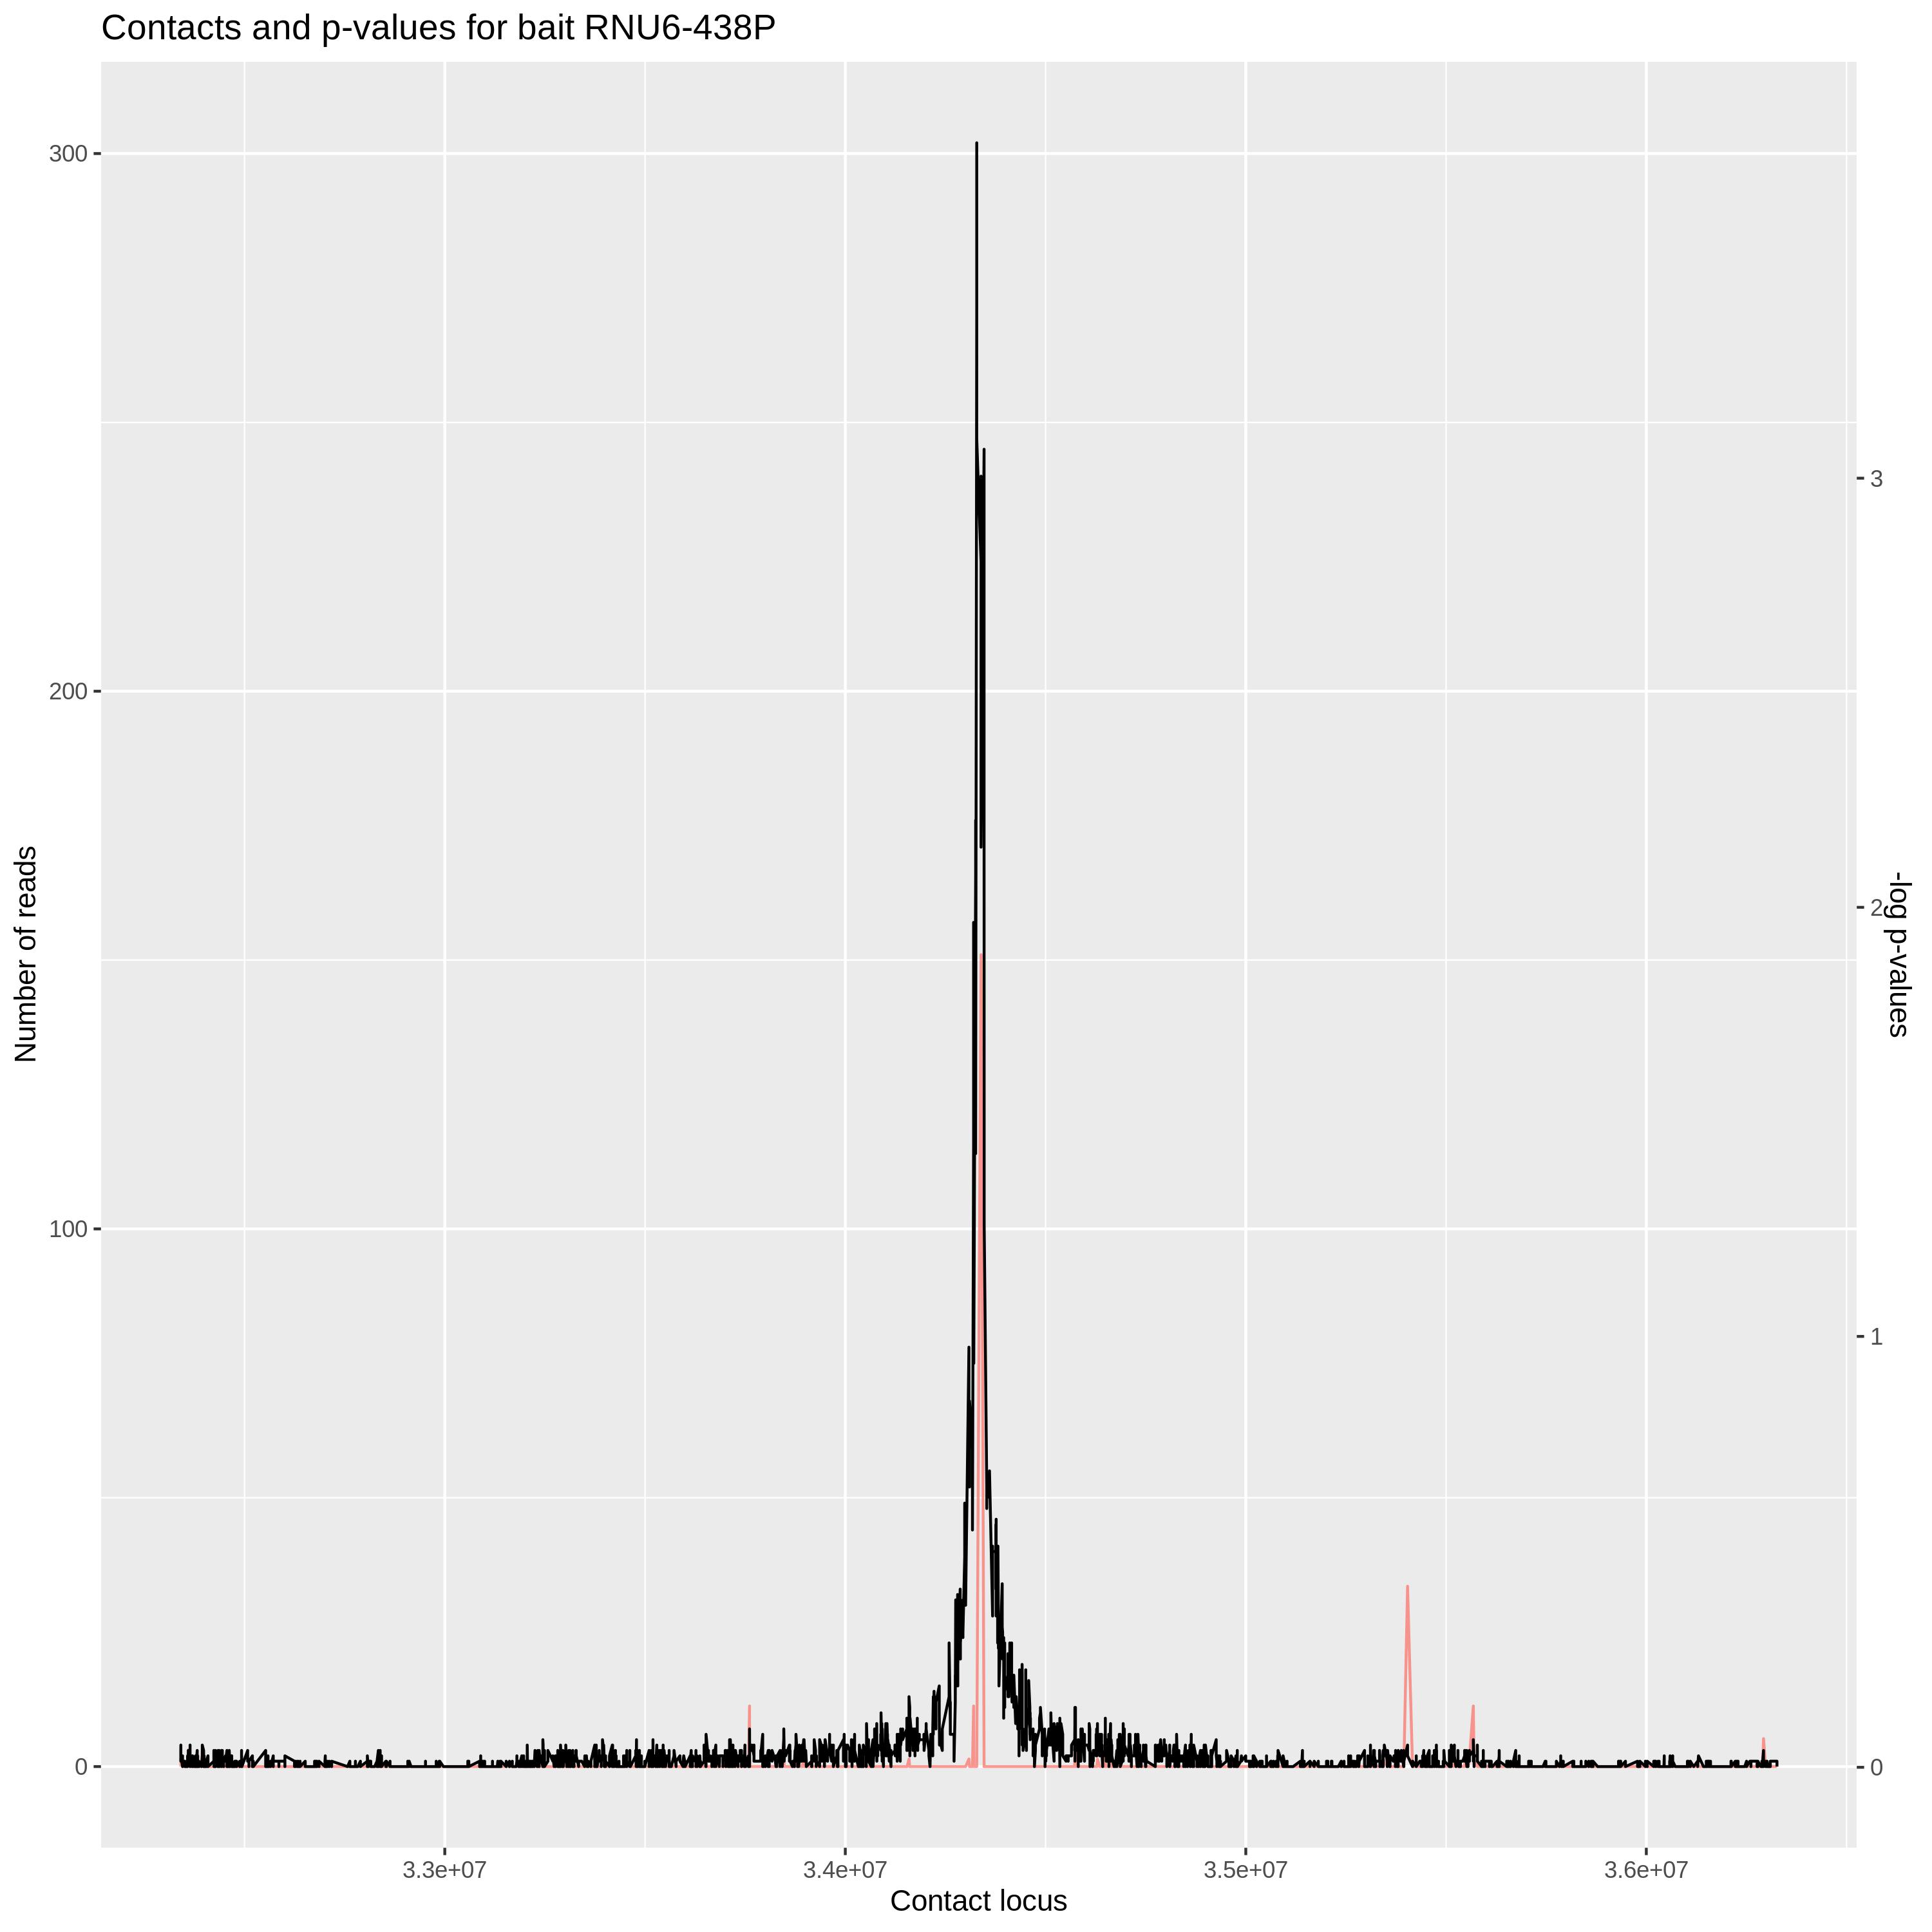 Contacts and p-values for bait RNU6-438P
300
200
100
0
Number of reads
3
2
1
0
-log p-values
3.3e+07
3.4e+07
3.5e+07
3.6e+07
Contact locus